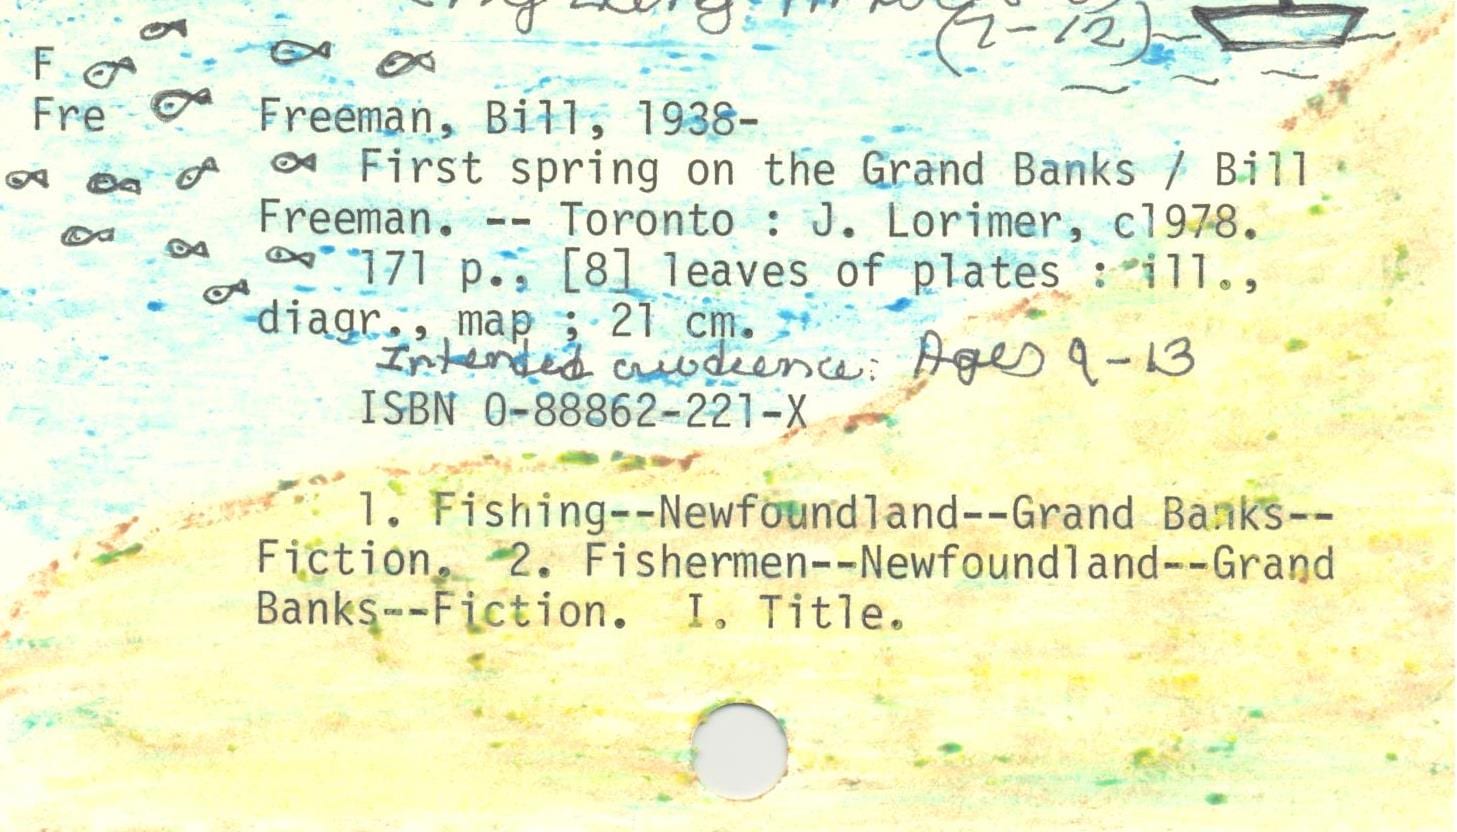 (7-12)
F
Fre Freeman, Bill, 1938-
First spring on the Grand Banks / Bill
Freeman. -- Toronto : J. Lorimer, c1978.
171 p., [8] leaves of plates : ill.,
diagr., map ; 21 cm.
Intended audience: Ages 9-13
ISBN 0-88862-221-X
1. Fishing--Newfoundland--Grand Banks--
Fiction. 2. Fishermen--Newfoundland--Grand
Banks--Fiction. I. Title.